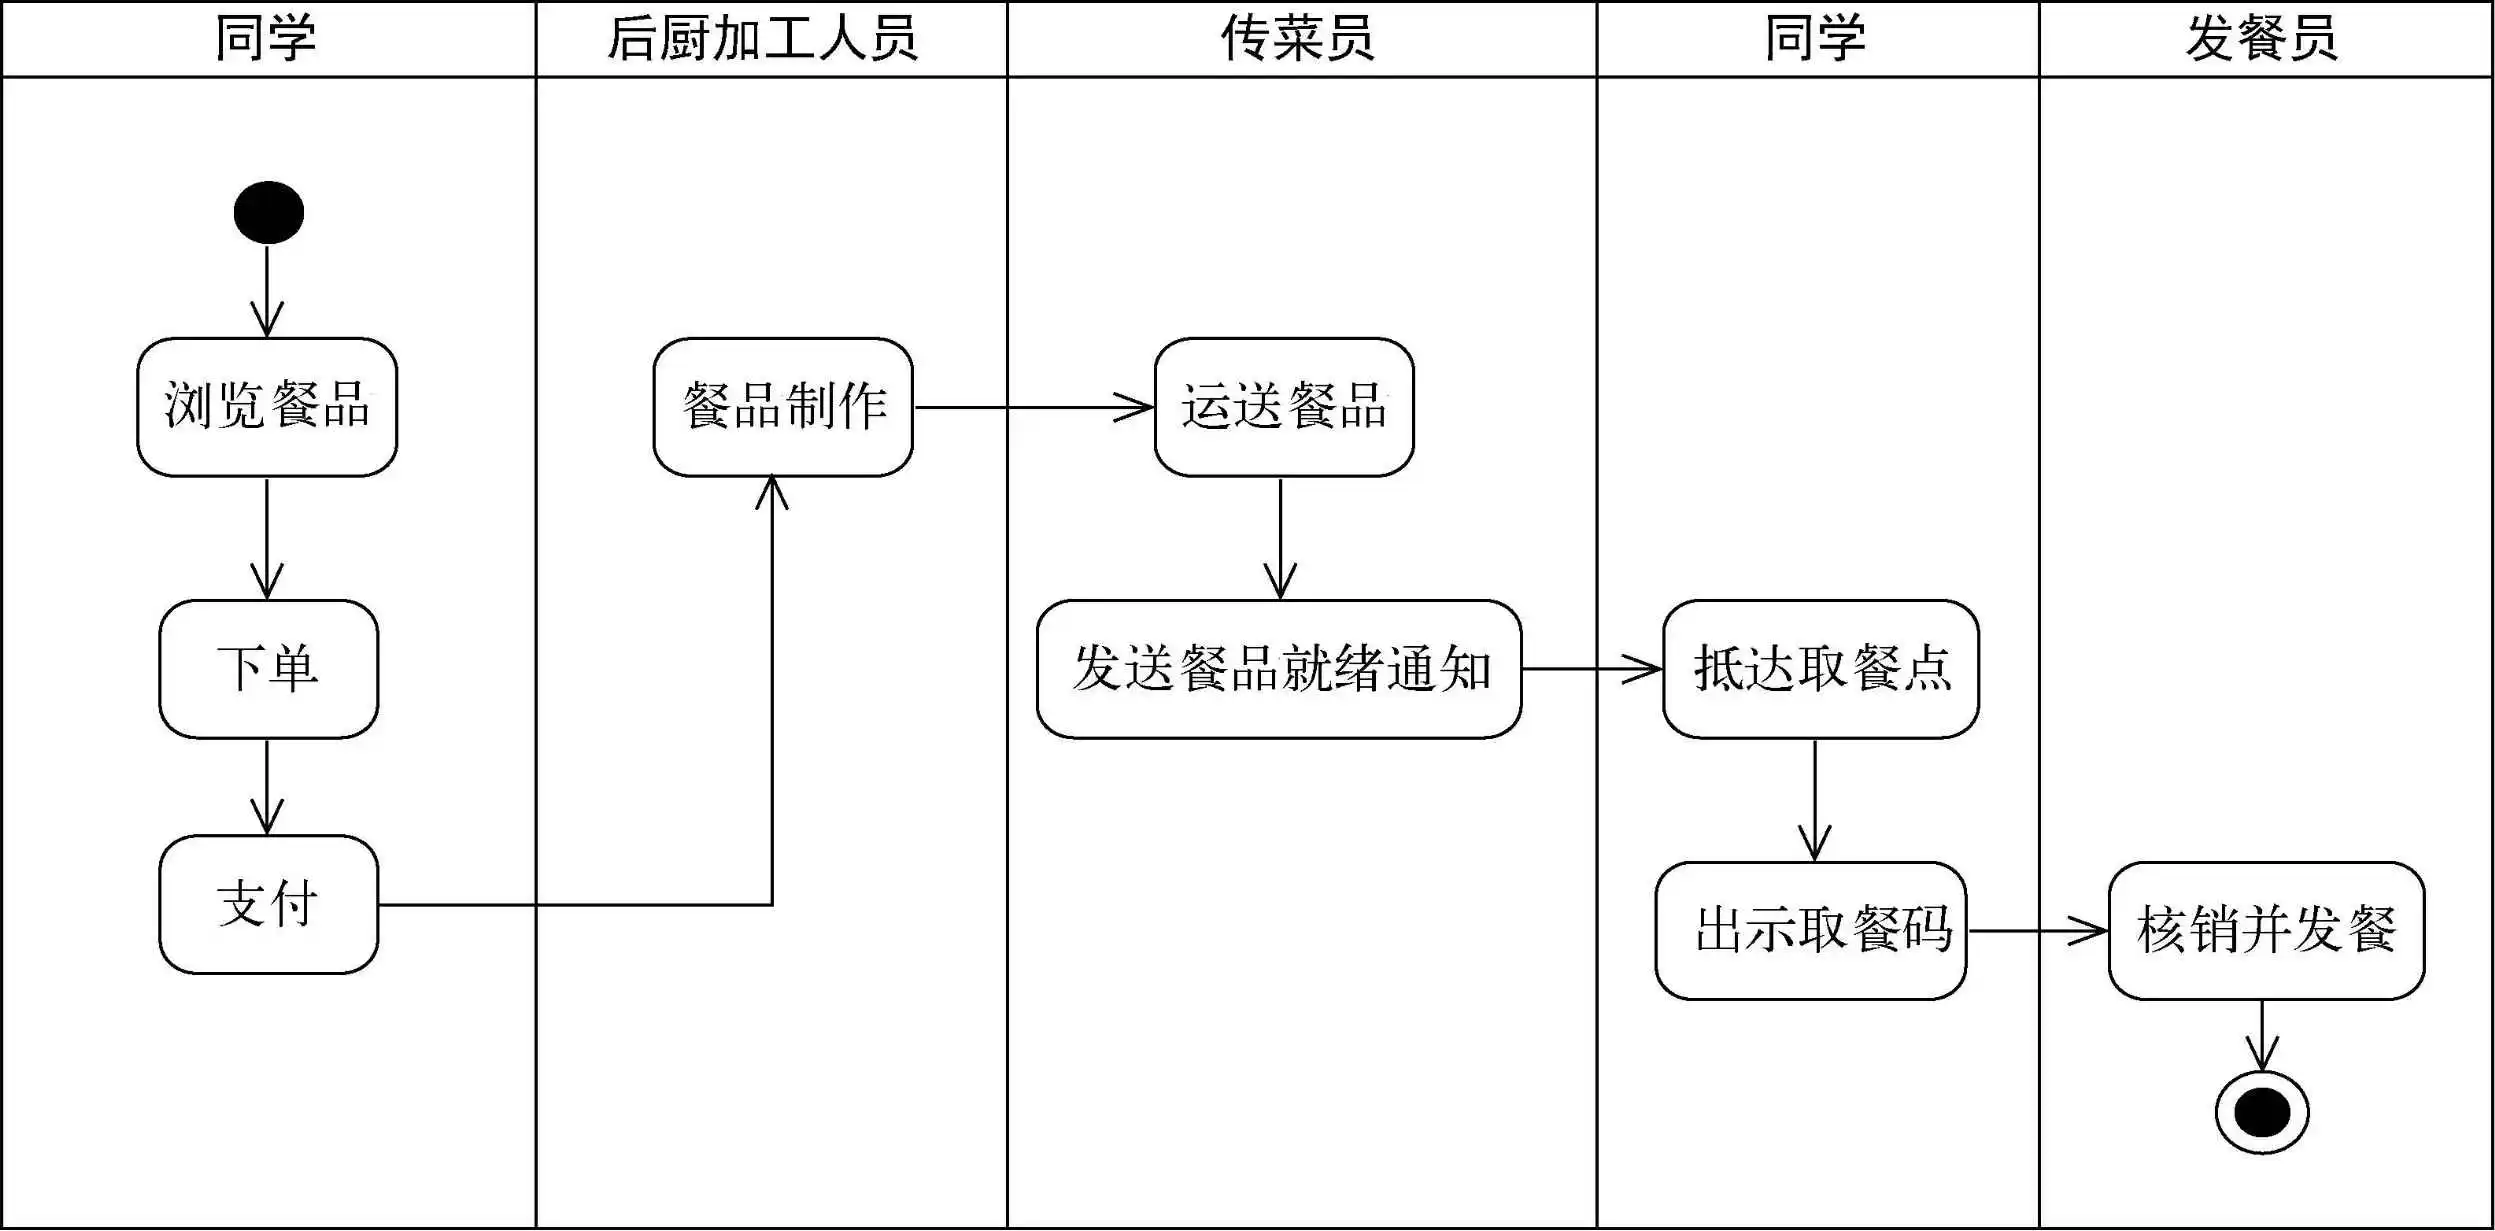 同学
后厨加工人员
传菜员
同学
发餐员
浏览餐品
餐品制作
运送餐品
下单
发送餐品就绪通知
抵达取餐点
支付
出示取餐码
核销并发餐